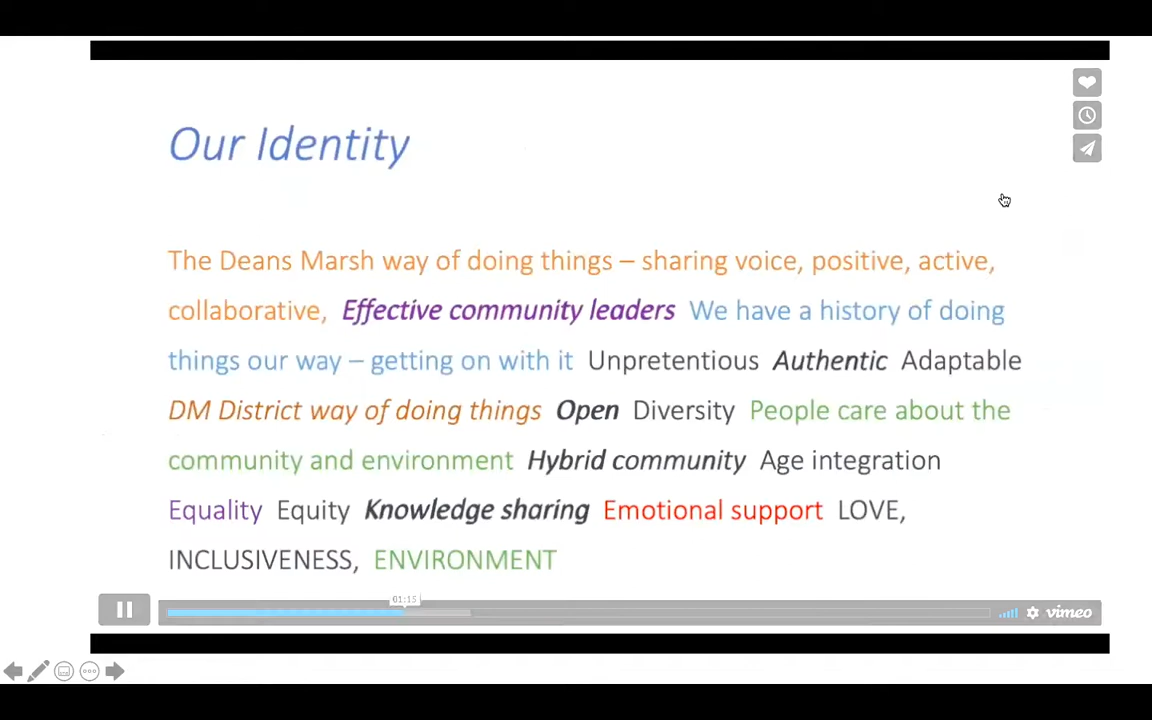 Our Identity
The Deans Marsh way of doing things – sharing voice, positive, active,
collaborative, Effective community leaders We have a history of doing
things our way – getting on with it Unpretentious Authentic Adaptable
DM District way of doing things Open Diversity People care about the
community and environment Hybrid community Age integration
Equality Equity Knowledge sharing Emotional support LOVE,
INCLUSIVENESS, ENVIRONMENT
01:15
vimeo